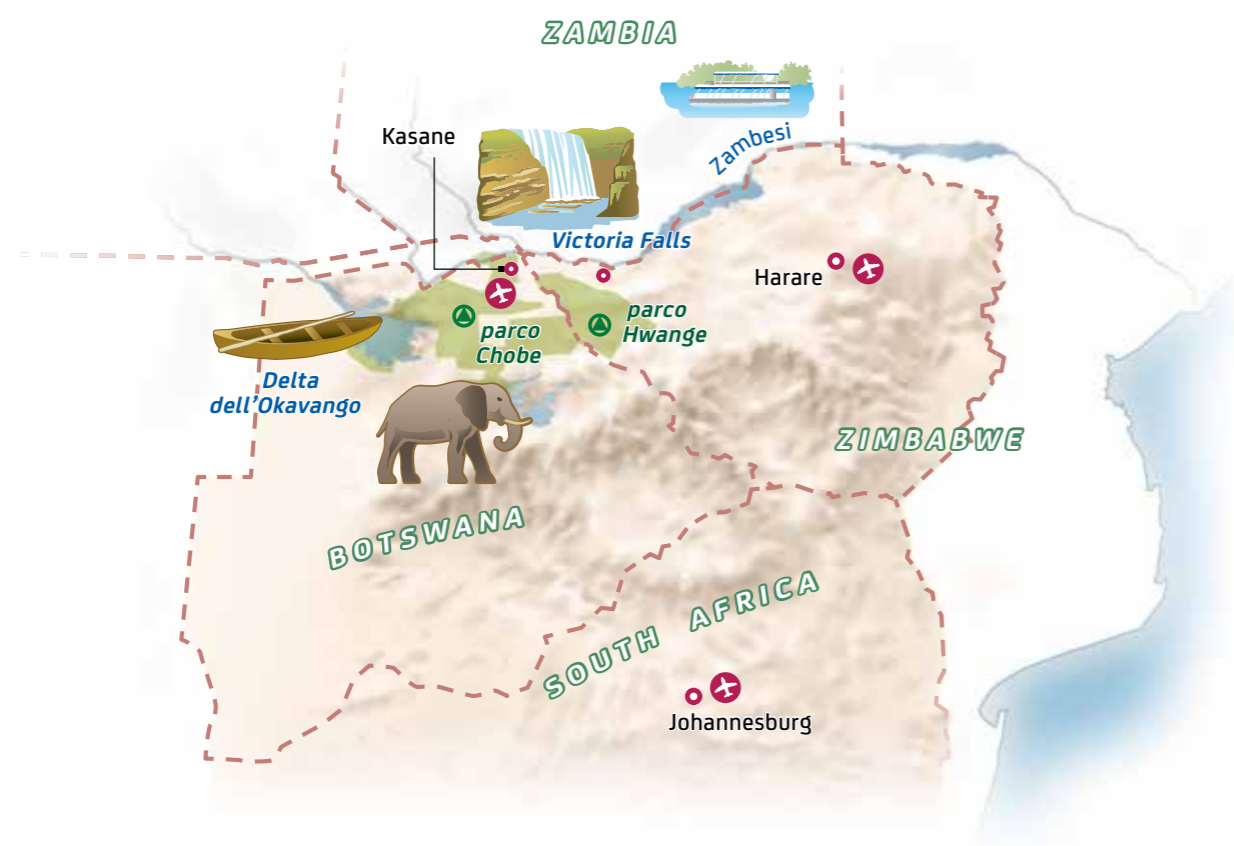 ZAMBIA
Zambesi
Kasane
Victoria Falls
Harare
parco
Hwange
parco
Chobe
Delta
dell'Okavango
ZIMBABWE
BOTSWANA
SOUTH AFRICA
Johannesburg